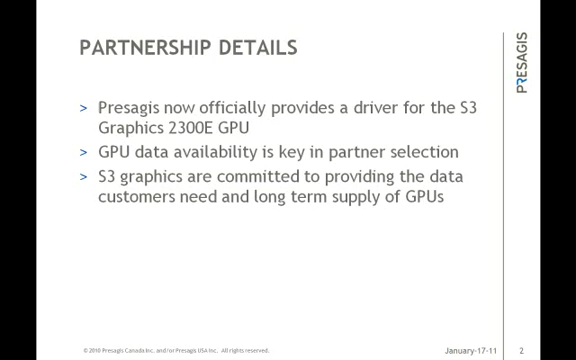 PARTNERSHIP DETAILS
PRESAGIS
> Presagis now officially provides a driver for the S3
Graphics 2300E GPU
> GPU data availability is key in partner selection
> S3 graphics are committed to providing the data
customers need and long term supply of GPUs
© 2010 Presagis Canada Inc. and/or Presagis USA Inc. All rights reserved.
January-17-11
2